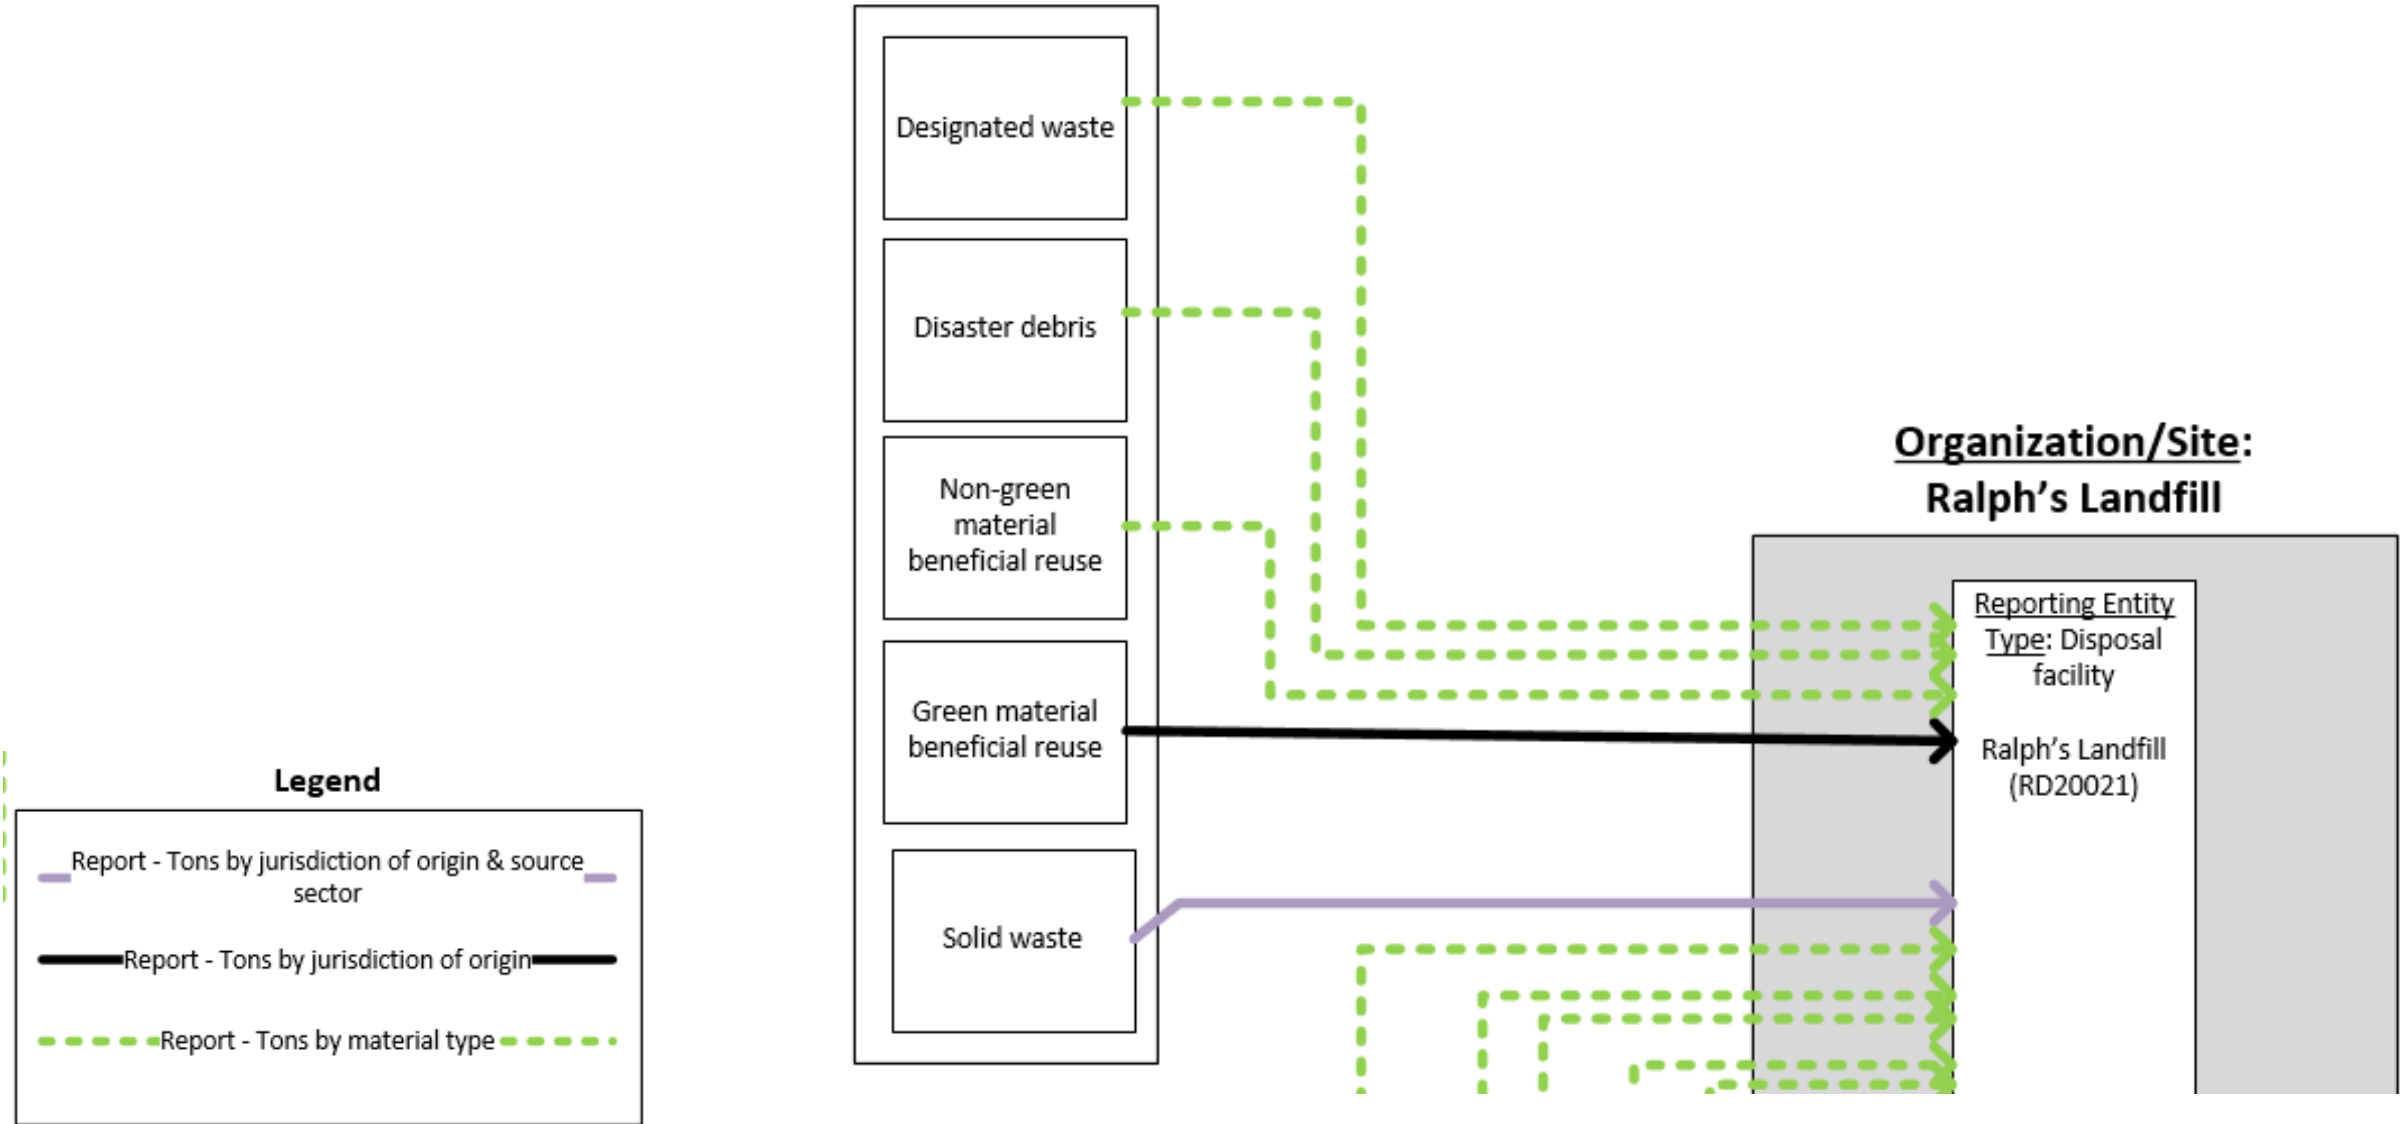 Designated waste
Disaster debris
Non-green
material
beneficial reuse
Green material
beneficial reuse
Solid waste
Organization/Site:
Ralph’s Landfill
Reporting Entity
Type: Disposal
facility
Ralph’s Landfill
(RD20021)
Legend
Report - Tons by jurisdiction of origin & source
sector
Report - Tons by jurisdiction of origin
Report - Tons by material type